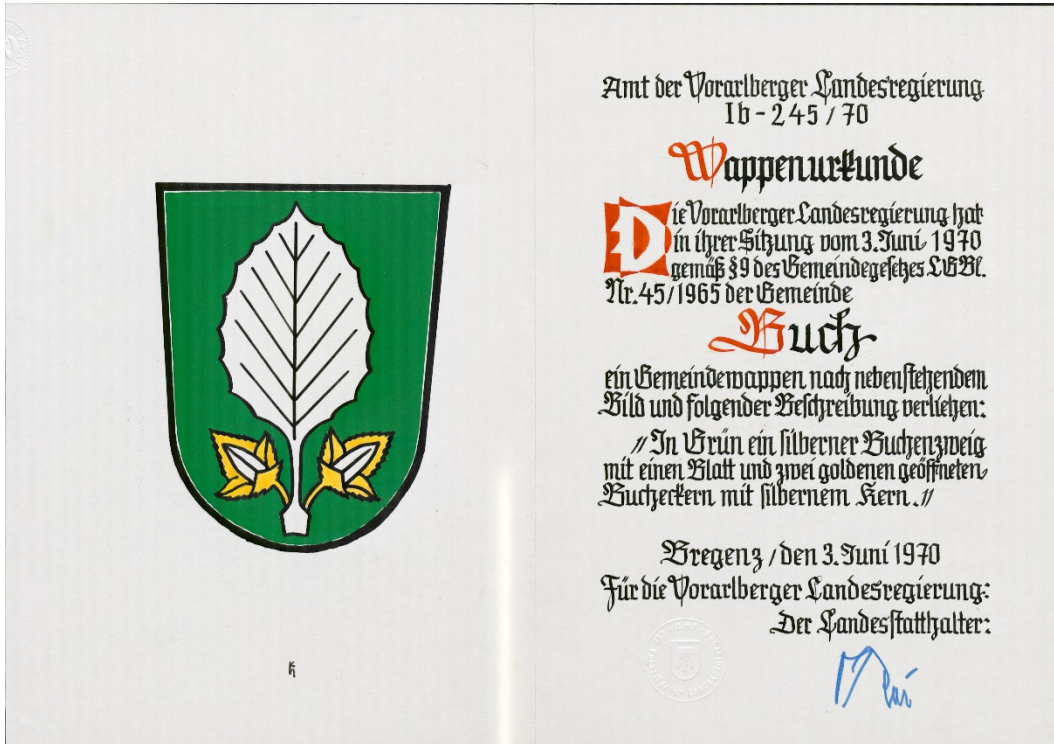 Amt der Vorarlberger Landesregierung
Ib-245/70
Wappenurkunde
Die Vorarlberger Landesregierung hat
in ihrer Sitzung vom 3. Juni 1970
gemäß §9 des Gemeindegesetzes LGBl.
Nr. 45/1965 der Gemeinde
Buch
ein Gemeindewappen nach nebenstehendem
Bild und folgender Beschreibung verliehen:
„In Grün ein silberner Buchenzweig
mit einen Blatt und zwei goldenen geöffneten
Bucheckern mit silbernem Kern."
Bregenz, den 3. Juni 1970
Für die Vorarlberger Landesregierung:
Der Landesstatthalter: